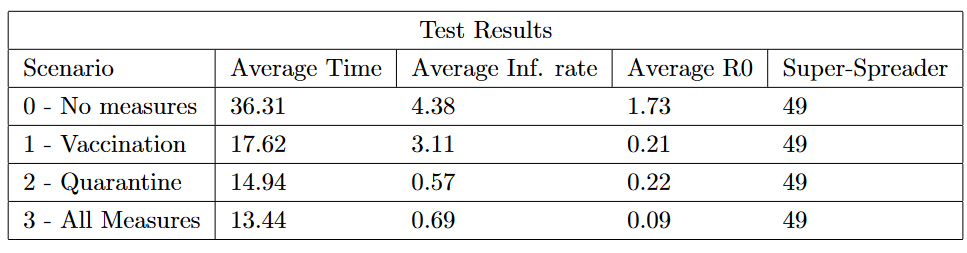 Test Results
Scenario Average Time Average Inf. rate Average R0 Super-Spreader
0 - No measures 36.31 4.38 1.73 49
1 - Vaccination 17.62 3.11 0.21 49
2 - Quarantine 14.94 0.57 0.22 49
3 - All Measures 13.44 0.69 0.09 49